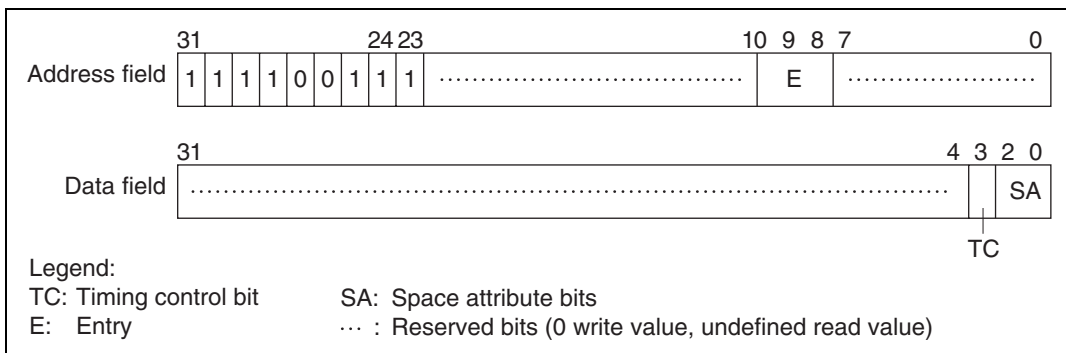 31 24 23 10 9 8 7 0
Address field 1 1 1 1 0 0 1 1 1 ........................................ E ........................
31 4 3 2 0
Data field ................................................................................ SA
TC
Legend:
TC: Timing control bit SA: Space attribute bits
E: Entry ··· : Reserved bits (0 write value, undefined read value)